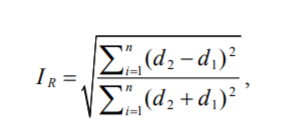 I_R = \sqrt{\frac{\sum_{i=1}^{n} (d_2 - d_1)^2}{\sum_{i=1}^{n} (d_2 + d_1)^2}},